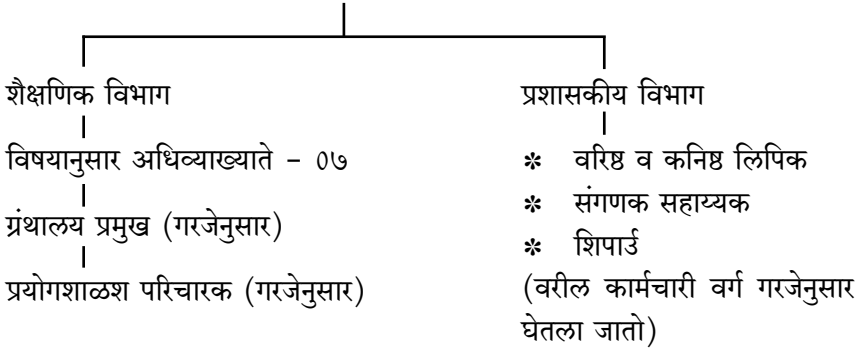 शैक्षणिक विभाग
विषयानुसार अधिव्याख्याते - ०७
ग्रंथालय प्रमुख (गरजेनुसार)
प्रयोगशाळश परिचारक (गरजेनुसार)
प्रशासकीय विभाग
* वरिष्ठ व कनिष्ठ लिपिक
* संगणक सहाय्यक
* शिपार्उ
(वरील कार्मचारी वर्ग गरजेनुसार
घेतला जातो)